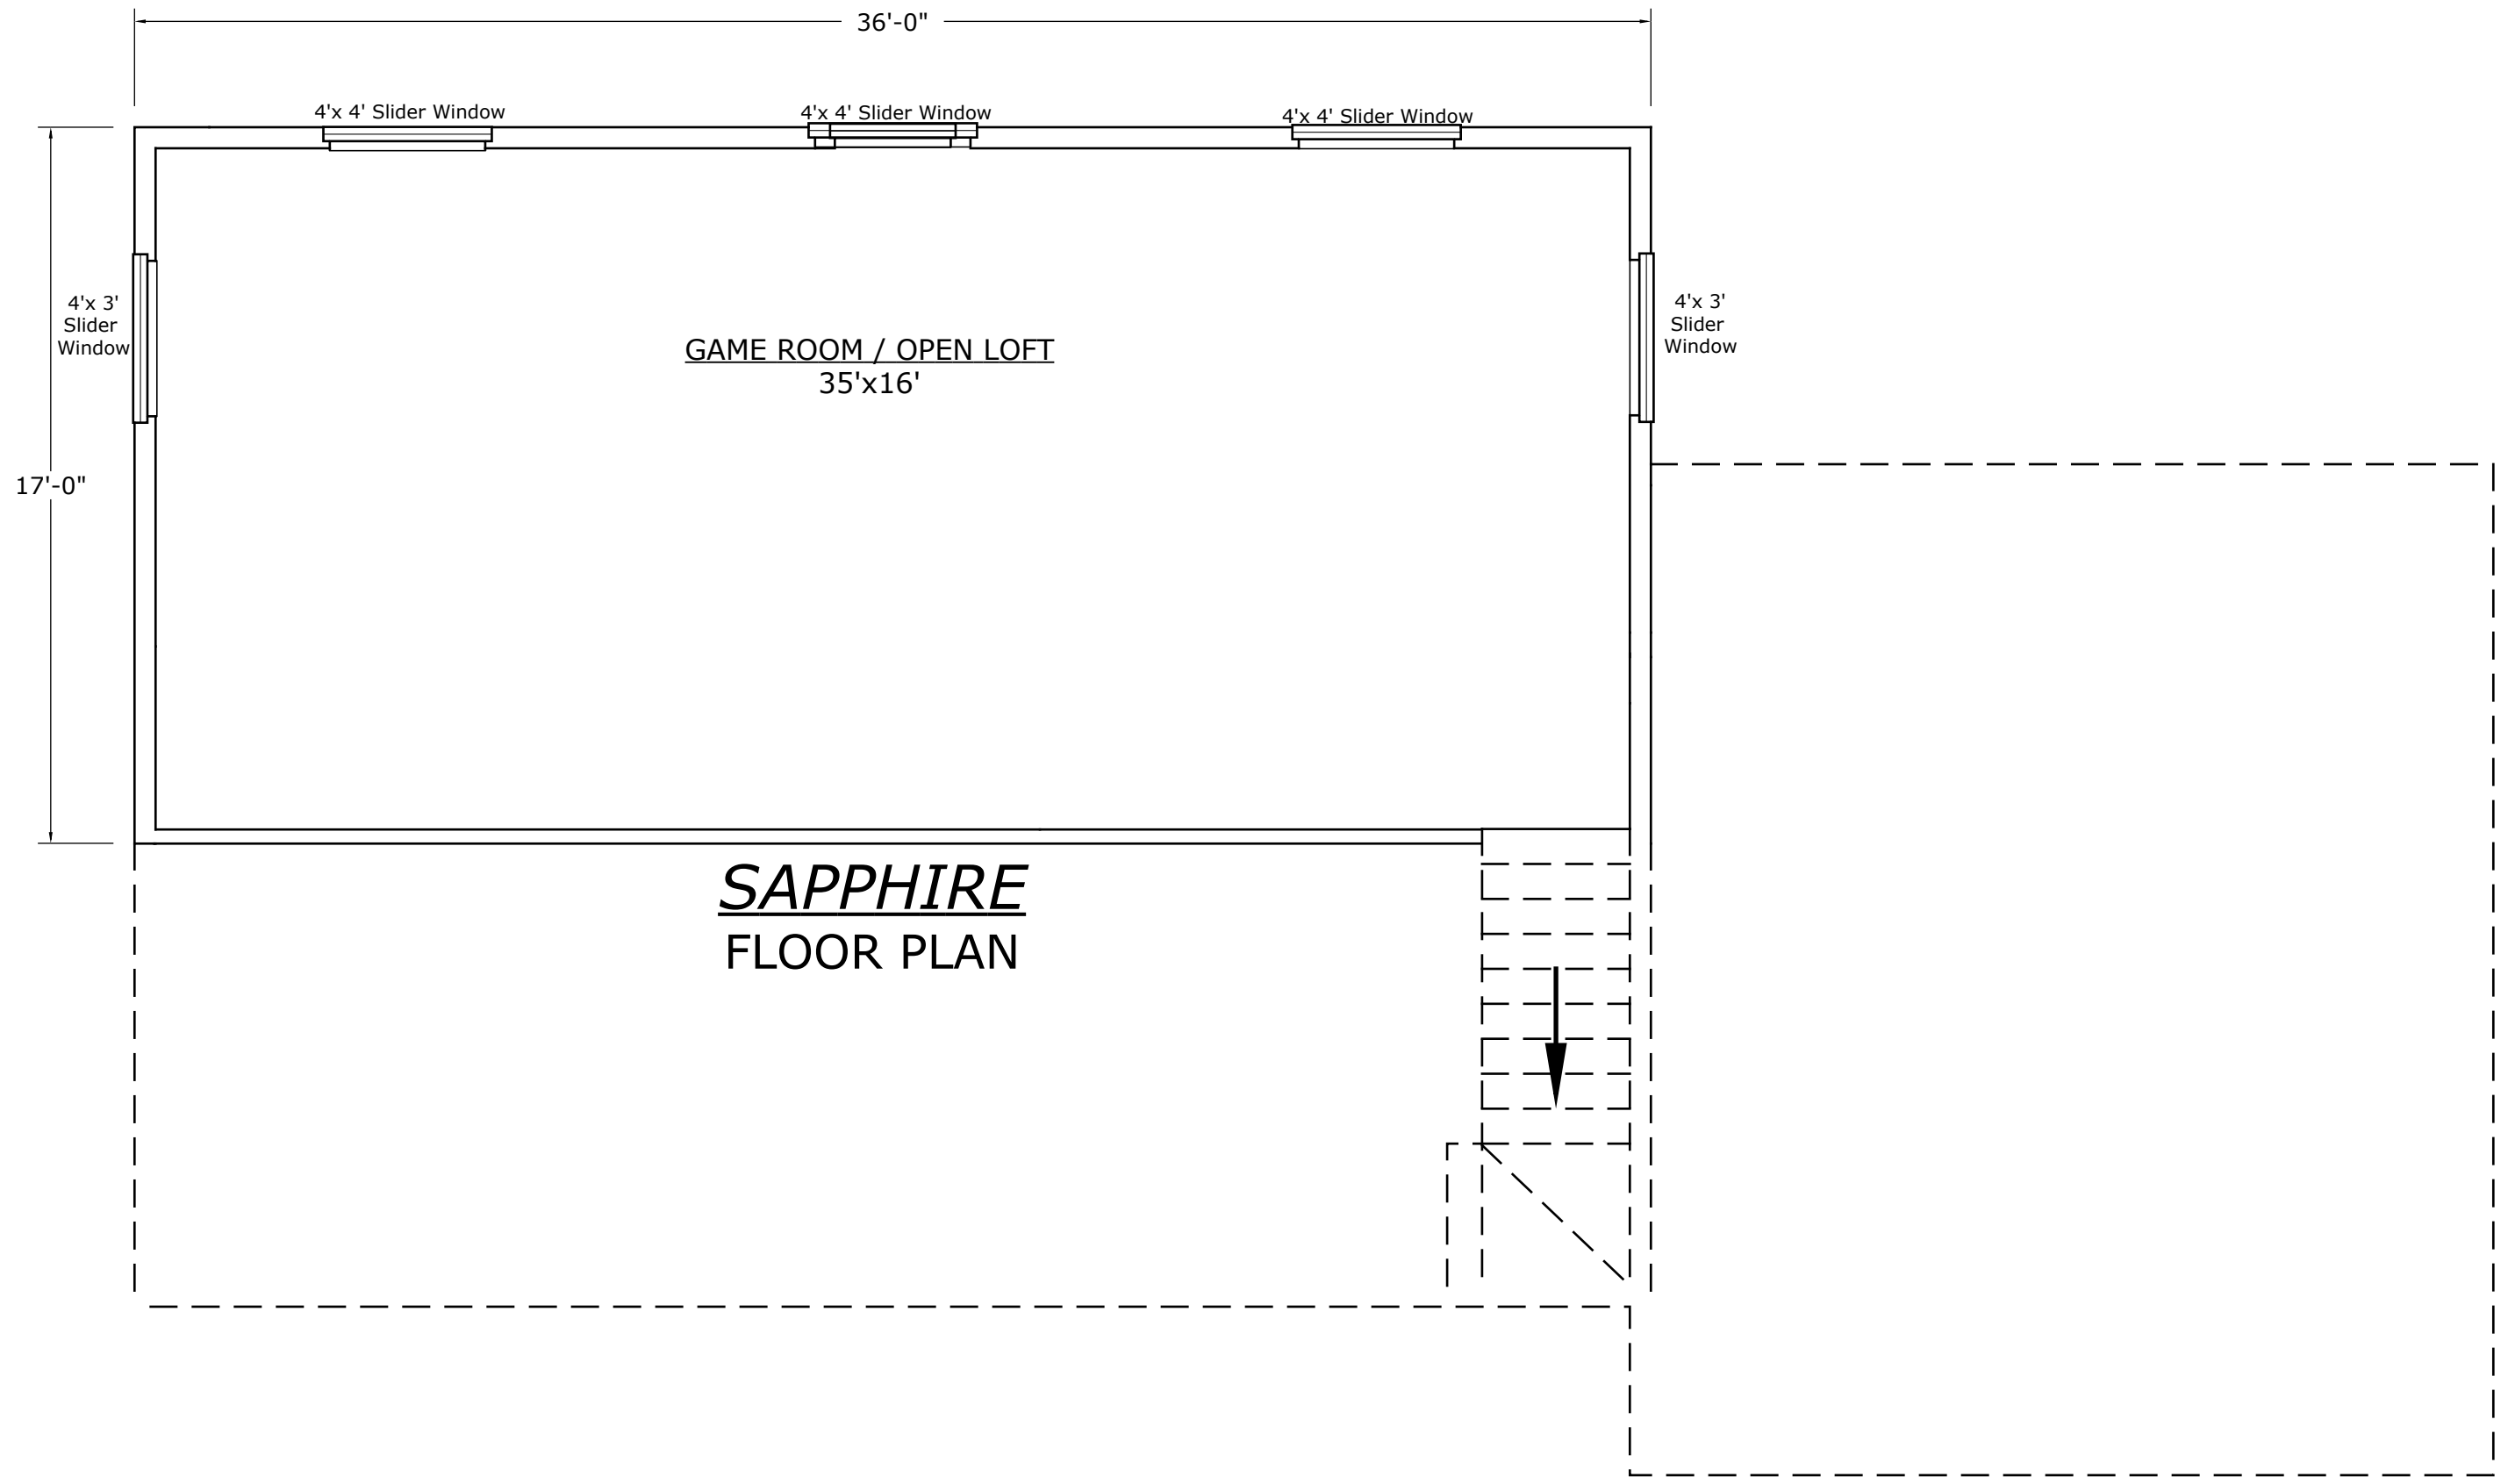 36'-0"
4'x 4' Slider Window
4'x 4' Slider Window
4'x 4' Slider Window
4'x 3'
Slider
Window
4'x 3'
Slider
Window
GAME ROOM / OPEN LOFT
35'x16'
17'-0"
SAPPHIRE
FLOOR PLAN